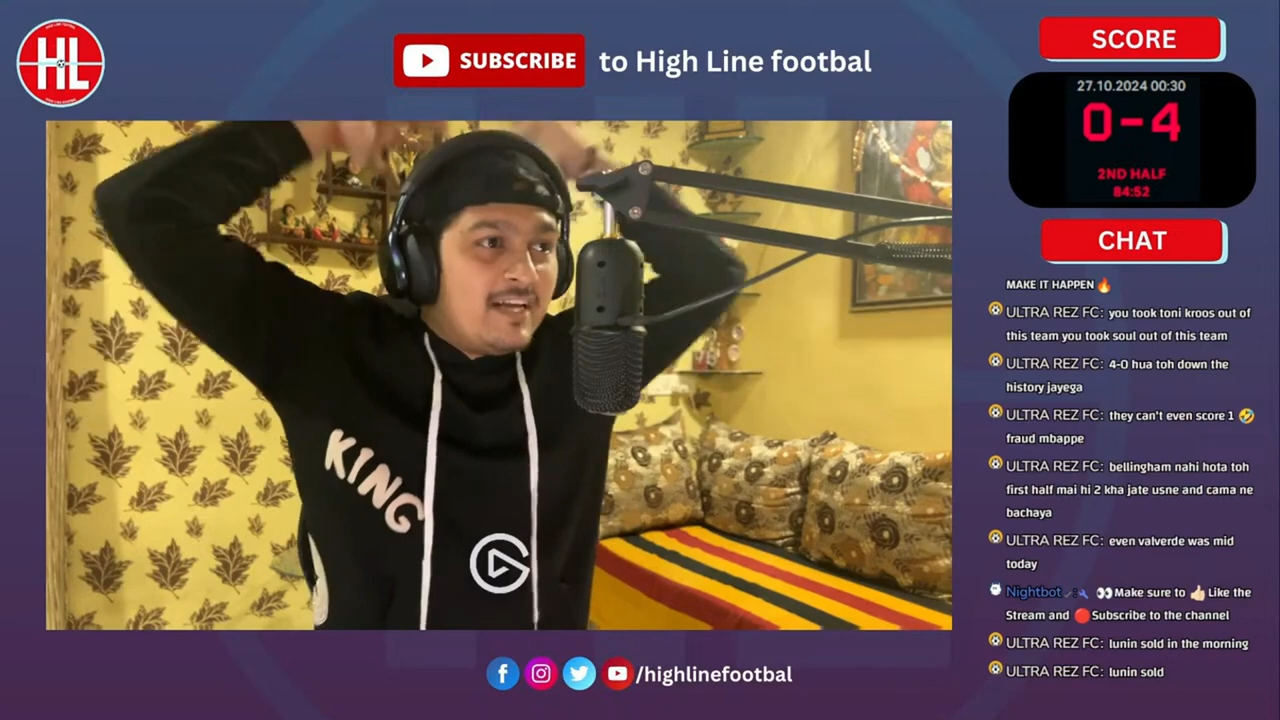 HL
SUBSCRIBE to High Line footbal
SCORE
27.10.2024 00:30
0-4
2ND HALF
84:52
CHAT
MAKE IT HAPPEN 🔥
ULTRA REZ FC: you took toni kroos out of
this team you took soul out of this team
ULTRA REZ FC: 4-0 hua toh down the
history jayega
ULTRA REZ FC: they can't even score 1 🤣
fraud mbappe
ULTRA REZ FC: bellingham nahi hota toh
first half mai hi 2 kha jate usne and cama ne
bachaya
ULTRA REZ FC: even valverde was mid
today
Nightbot: 👀Make sure to 👍🏻Like the
Stream and 🔴Subscribe to the channel
ULTRA REZ FC: lunin sold in the morning
ULTRA REZ FC: lunin sold
KING
/highlinefootbal